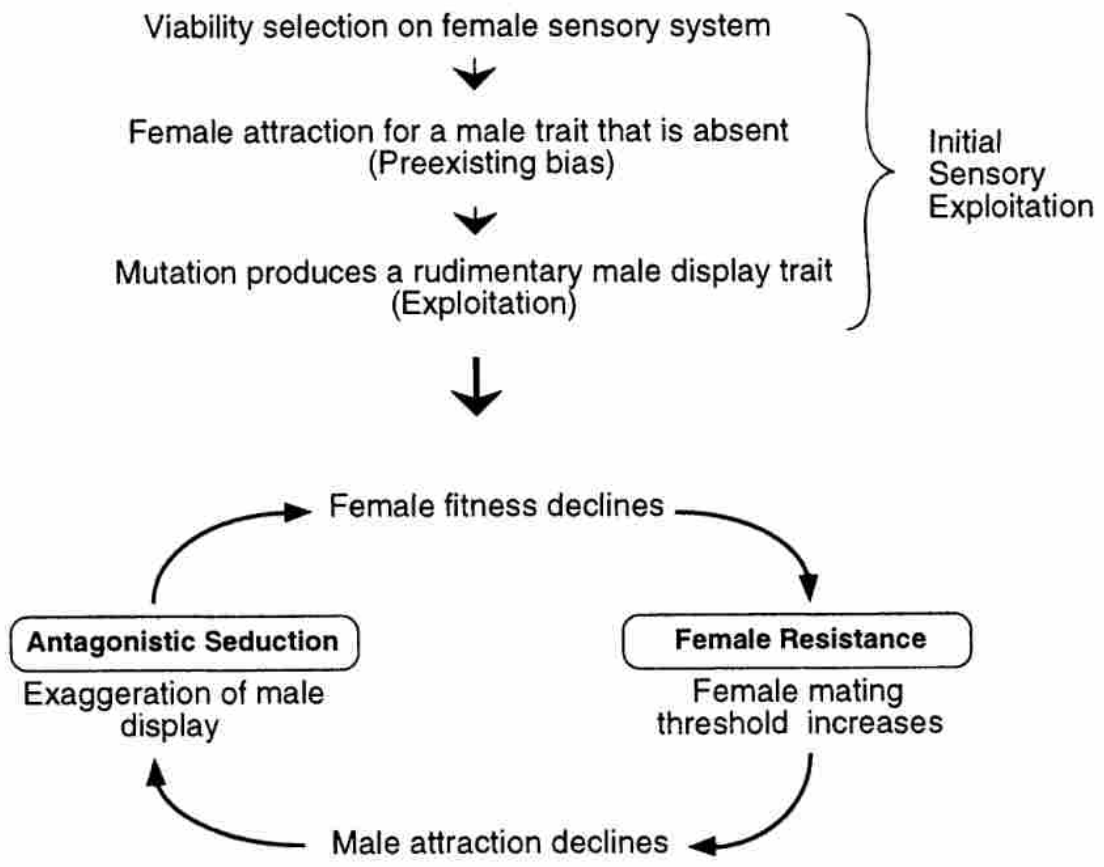 Viability selection on female sensory system
Female attraction for a male trait that is absent
(Preexisting bias)
Mutation produces a rudimentary male display trait
(Exploitation)
Initial
Sensory
Exploitation
Female fitness declines
Antagonistic Seduction
Exaggeration of male
display
Female Resistance
Female mating
threshold increases
Male attraction declines